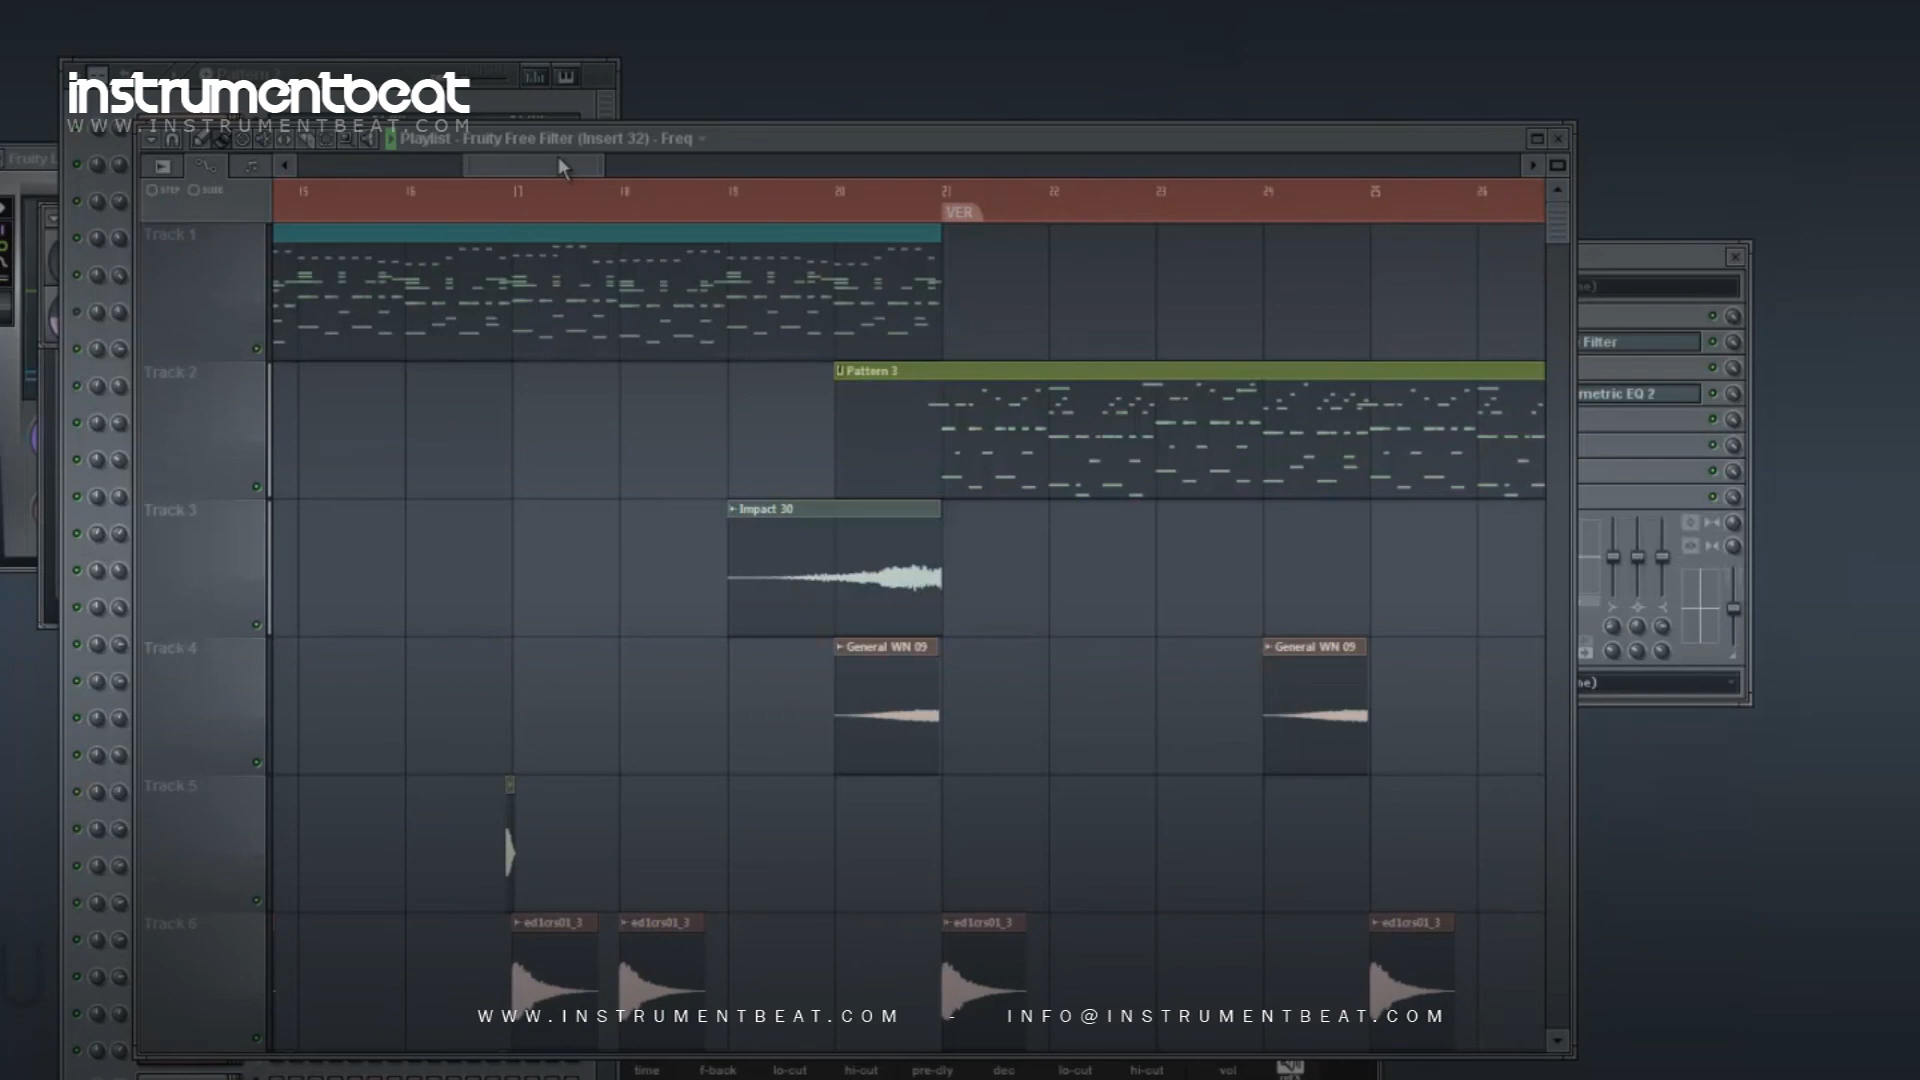 instrumentbeat
WWW.INSTRUMENTBEAT.COM
Playlist - Fruity Free Filter (Insert 32) - Freq
Fruity
STEP SLIDE
15 16 17 18 19 20 21 22 23 24 25 26
VER
Track 1
Track 2
Pattern 3
Filter
metric EQ 2
Track 3
Impact 30
Track 4
General WN 09 General WN 09
Track 5
Track 6
ed1crs01_3 ed1crs01_3 ed1crs01_3 ed1crs01_3
WWW.INSTRUMENTBEAT.COM - INFO@INSTRUMENTBEAT.COM
time f-back lo-cut hi-cut pre-dly dec lo-cut hi-cut vol